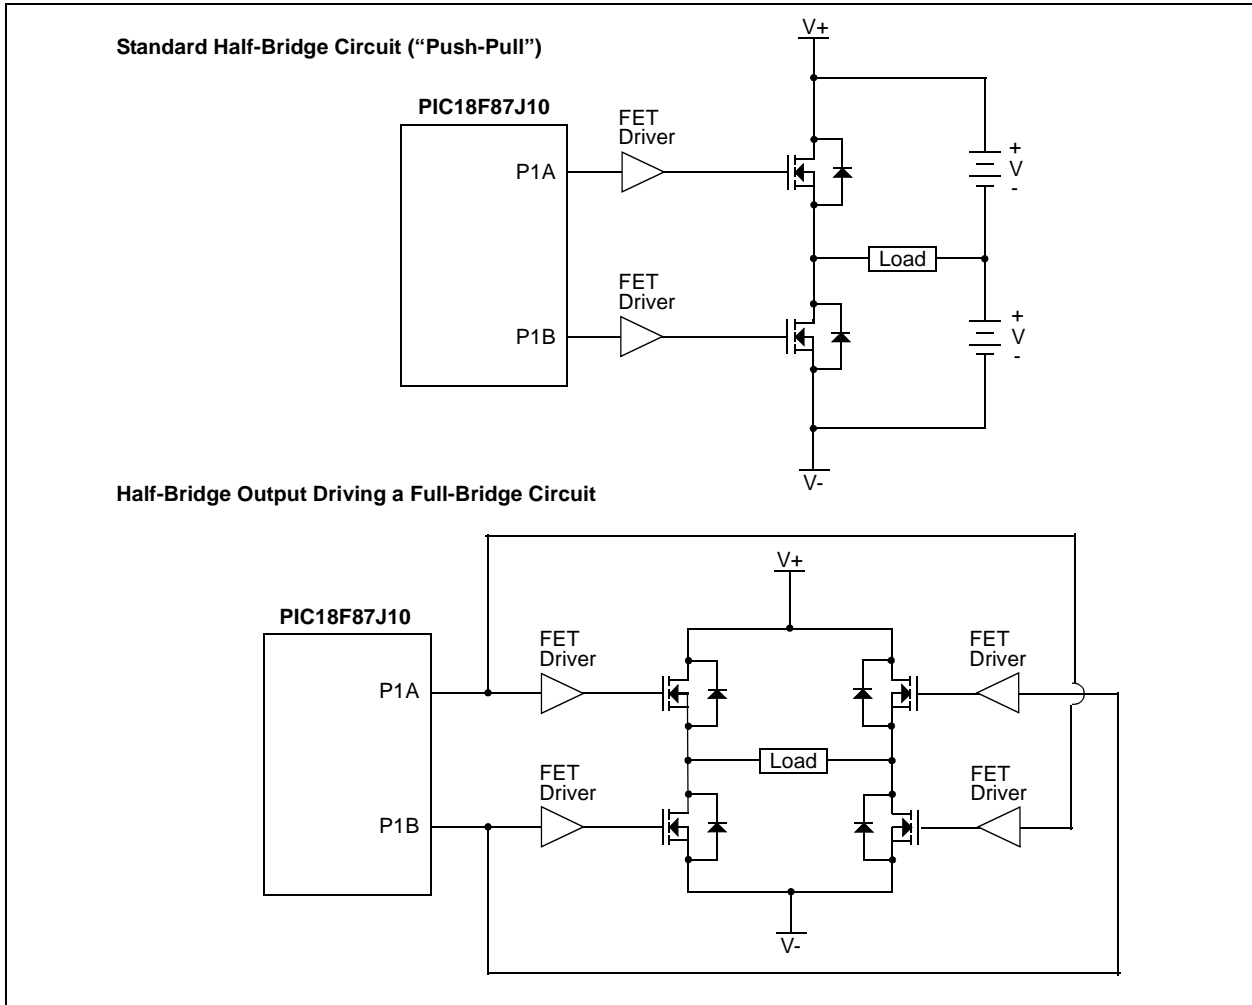 Standard Half-Bridge Circuit (“Push-Pull”)
V+
PIC18F87J10
FET
Driver
P1A
+
V
-
Load
FET
Driver
P1B
+
V
-
V-
Half-Bridge Output Driving a Full-Bridge Circuit
V+
PIC18F87J10
FET
Driver
FET
Driver
P1A
Load
FET
Driver
FET
Driver
P1B
V-